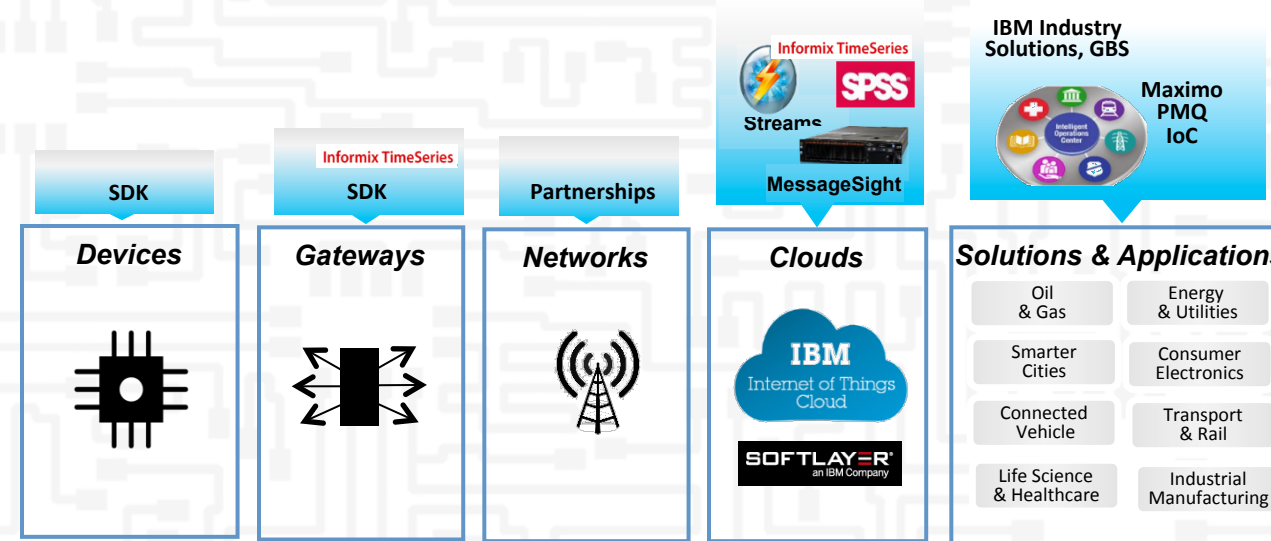 SDK
Devices
Informix TimeSeries
SDK
Gateways
Partnerships
Networks
Informix TimeSeries
SPSS
Streams
MessageSight
Clouds
IBM
Internet of Things
Cloud
SOFTLAYER
an IBM Company
IBM Industry
Solutions, GBS
Maximo
PMQ
IoC
Intelligent
Operations
Center
Solutions & Applications
Oil
& Gas
Energy
& Utilities
Smarter
Cities
Consumer
Electronics
Connected
Vehicle
Transport
& Rail
Life Science
& Healthcare
Industrial
Manufacturing